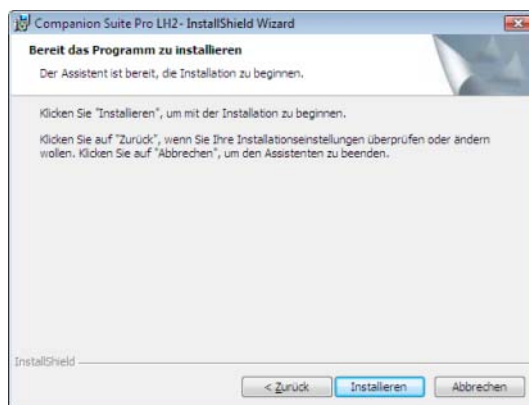 Companion Suite Pro LH2 - InstallShield Wizard
Bereit das Programm zu installieren
Der Assistent ist bereit, die Installation zu beginnen.
Klicken Sie "Installieren", um mit der Installation zu beginnen.
Klicken Sie auf "Zurück", wenn Sie Ihre Installationseinstellungen überprüfen oder ändern
wollen. Klicken Sie auf "Abbrechen", um den Assistenten zu beenden.
InstallShield
< Zurück
Installieren
Abbrechen